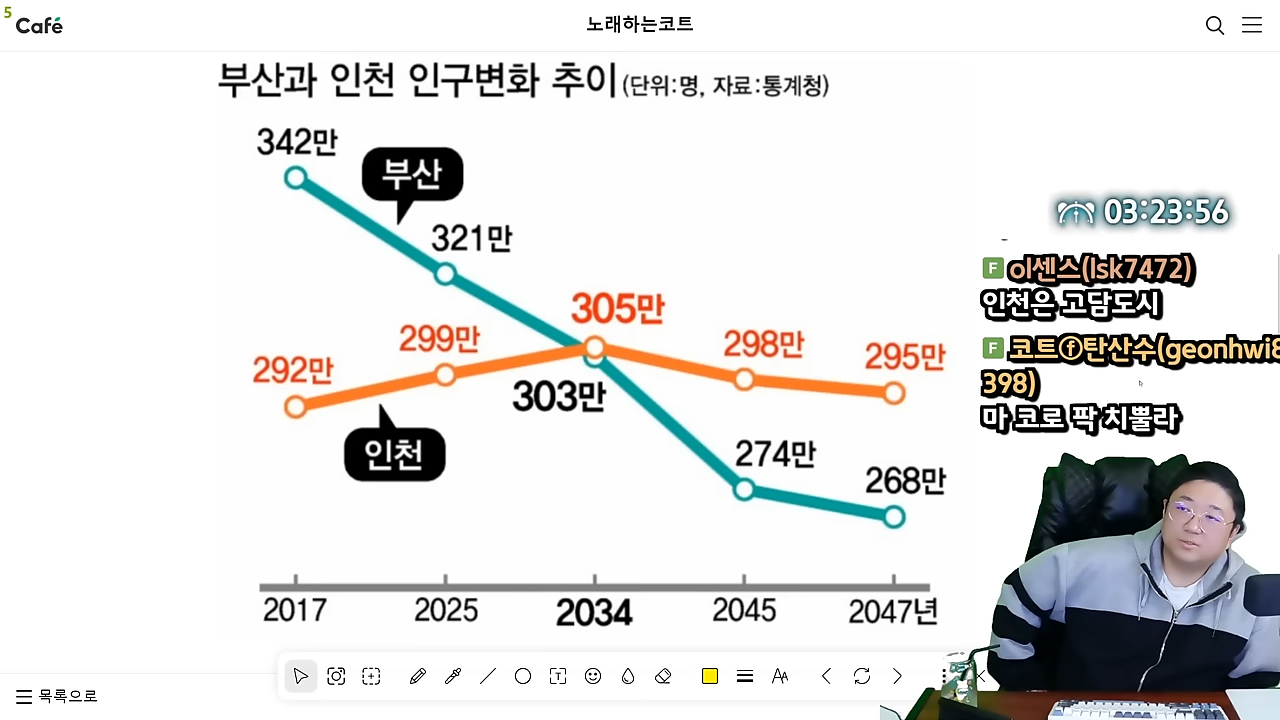 5
Café
노래하는코트
부산과 인천 인구변화 추이(단위:명, 자료:통계청)
342만
부산
321만
305만
299만
298만
295만
292만
303만
인천
274만
268만
2017
2025
2034
2045
2047년
03:23:56
F 이센스(lsk7472)
인천은 고담도시
F 코트ⓕ탄산수(geonhwi8
398)
마 코로 팍 치뿔라
T
AA
목록으로